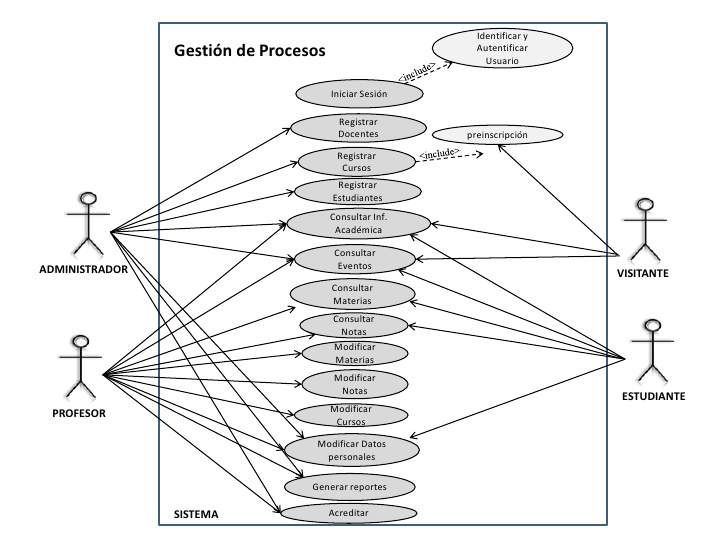 Gestión de Procesos
Identificar y
Autentificar
Usuario
<include>
Iniciar Sesión
Registrar
Docentes
preinscripción
<include>
Registrar
Cursos
Registrar
Estudiantes
Consultar Inf.
Académica
ADMINISTRADOR
Consultar
Eventos
VISITANTE
Consultar
Materias
Consultar
Notas
Modificar
Materias
PROFESOR
Modificar
Notas
ESTUDIANTE
Modificar
Cursos
Modificar Datos
personales
Generar reportes
SISTEMA
Acreditar